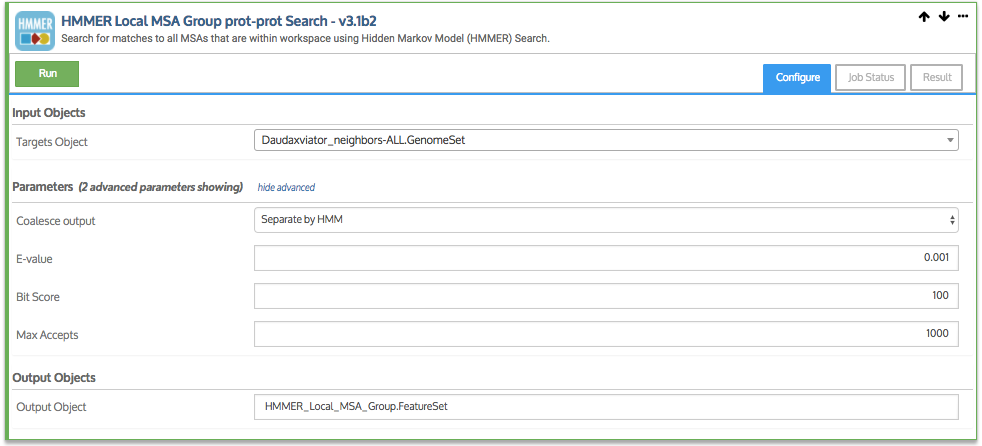 HMMER
HMMER Local MSA Group prot-prot Search - v3.1b2
Search for matches to all MSAs that are within workspace using Hidden Markov Model (HMMER) Search.
Run
Configure Job Status Result
Input Objects
Targets Object Daudaxviator_neighbors-ALL.GenomeSet
Parameters (2 advanced parameters showing) hide advanced
Coalesce output Separate by HMM
E-value 0.001
Bit Score 100
Max Accepts 1000
Output Objects
Output Object HMMER_Local_MSA_Group.FeatureSet